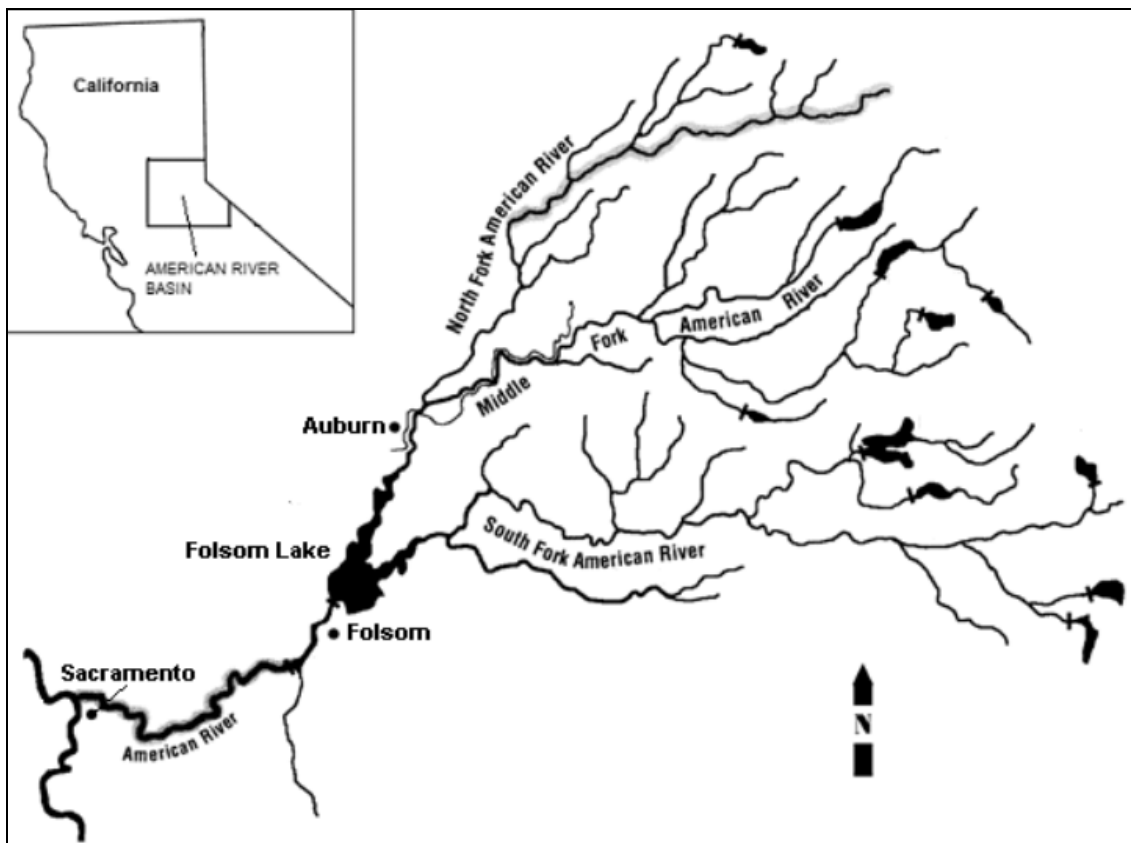 California
AMERICAN RIVER
BASIN
North Fork American River
Middle Fork American River
Auburn
South Fork American River
Folsom Lake
Folsom
Sacramento
American River
N